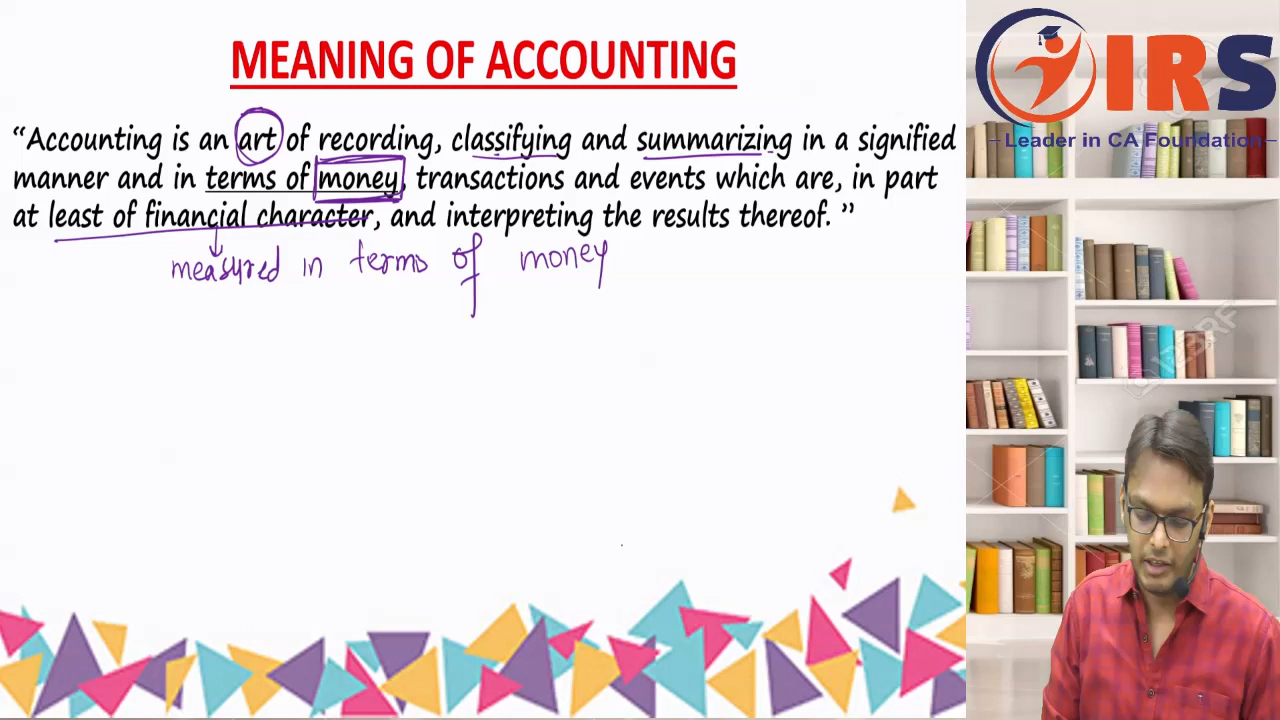 MEANING OF ACCOUNTING
“Accounting is an art of recording, classifying and summarizing in a signified
manner and in terms of money, transactions and events which are, in part
at least of financial character, and interpreting the results thereof. ”
measured in terms of money
IRS
- Leader in CA Foundation -
123RF